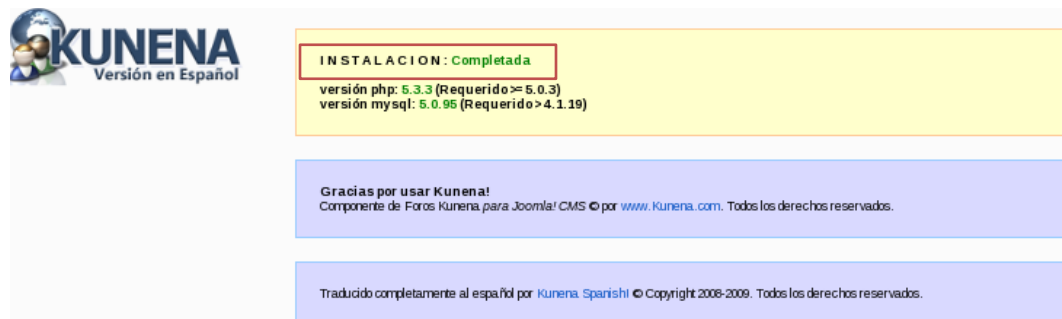 KUNENA
Versión en Español
INSTALACION: Completada
versión php: 5.3.3 (Requerido >= 5.0.3)
versión mysql: 5.0.95 (Requerido > 4.1.19)
Gracias por usar Kunena!
Componente de Foros Kunena para Joomla! CMS © por www.Kunena.com. Todos los derechos reservados.
Traducido completamente al español por Kunena Spanish! © Copyright 2008-2009. Todos los derechos reservados.